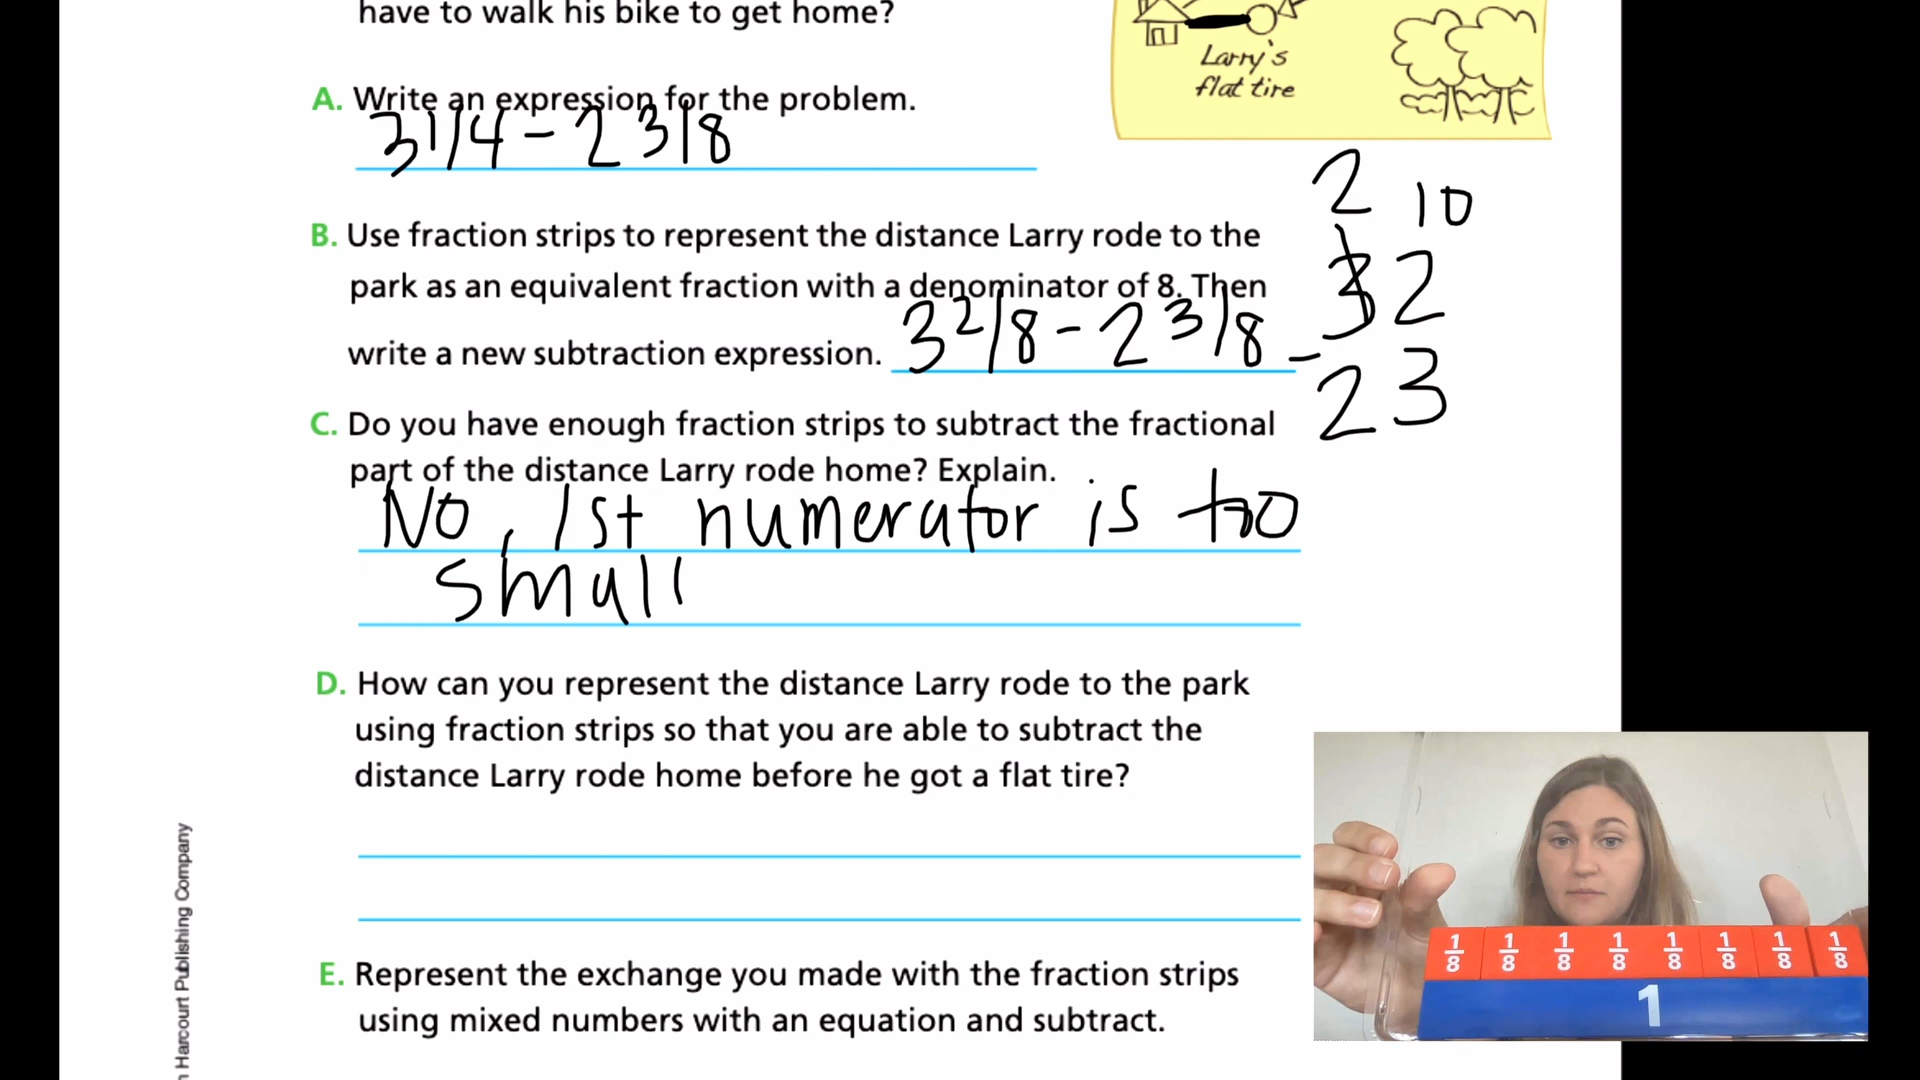 have to walk his bike to get home?
Larry's
flat tire
A. Write an expression for the problem.
3 1/4 - 2 3/8
B. Use fraction strips to represent the distance Larry rode to the
park as an equivalent fraction with a denominator of 8. Then
write a new subtraction expression. 3 2/8 - 2 3/8
2 10
3 2
- 2 3
C. Do you have enough fraction strips to subtract the fractional
part of the distance Larry rode home? Explain.
No, 1st numerator is too
small
D. How can you represent the distance Larry rode to the park
using fraction strips so that you are able to subtract the
distance Larry rode home before he got a flat tire?
E. Represent the exchange you made with the fraction strips
using mixed numbers with an equation and subtract.
Harcourt Publishing Company
1/8 1/8 1/8 1/8 1/8 1/8 1/8 1/8
1